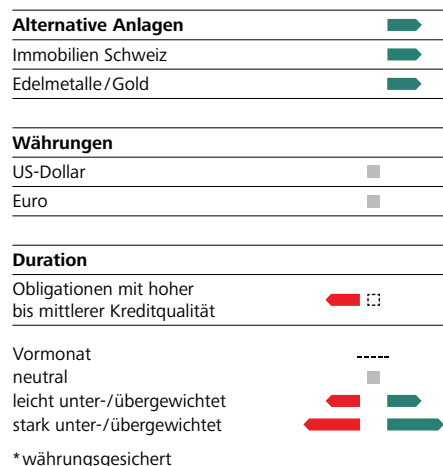 Alternative Anlagen
Immobilien Schweiz
Edelmetalle/Gold
Währungen
US-Dollar
Euro
Duration
Obligationen mit hoher
bis mittlerer Kreditqualität
Vormonat
neutral
leicht unter-/übergewichtet
stark unter-/übergewichtet
*währungsgesichert